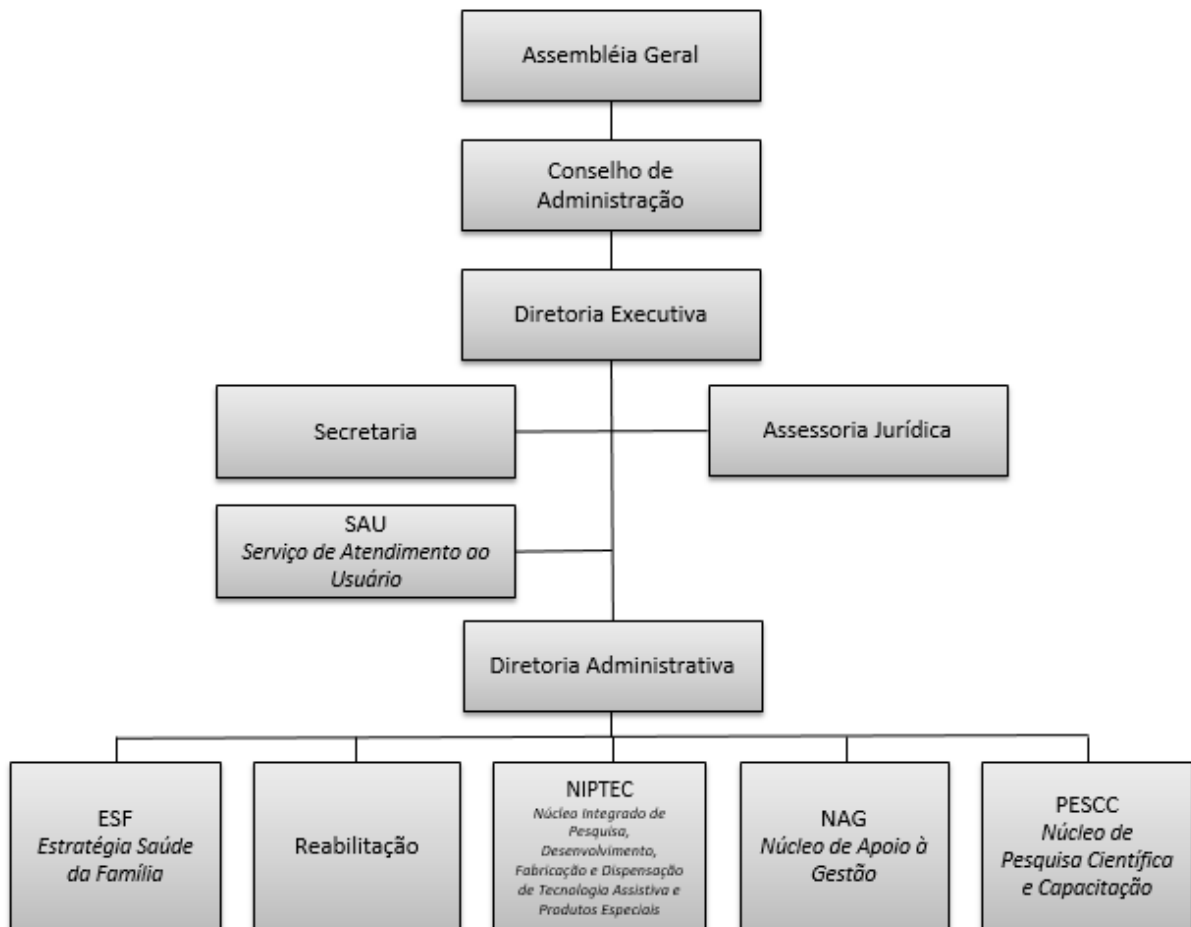 Assembléia Geral
Conselho de
Administração
Diretoria Executiva
Secretaria
Assessoria Jurídica
SAU
Serviço de Atendimento ao
Usuário
Diretoria Administrativa
ESF
Estratégia Saúde
da Família
Reabilitação
NIPTEC
Núcleo Integrado de
Pesquisa,
Desenvolvimento,
Fabricação e Dispensação
de Tecnologia Assistiva e
Produtos Especiais
NAG
Núcleo de Apoio à
Gestão
PESCC
Núcleo de
Pesquisa Científica
e Capacitação